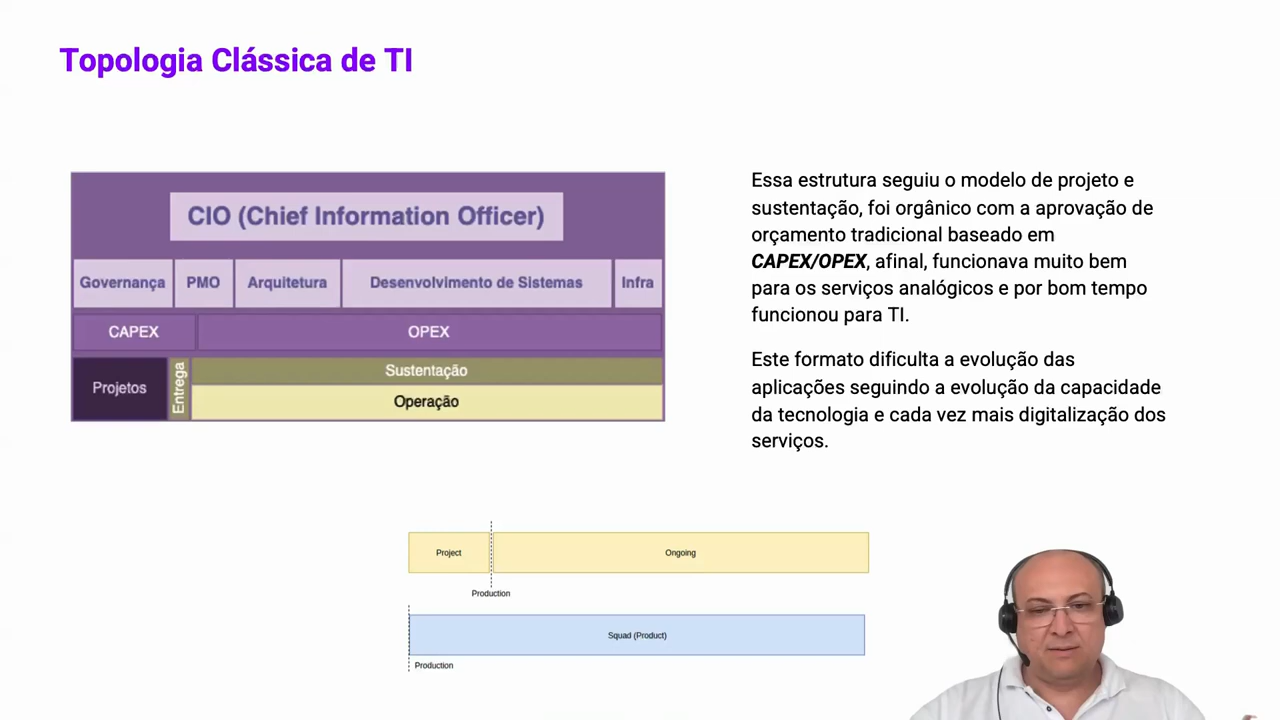 Topologia Clássica de TI
CIO (Chief Information Officer)
Governança PMO Arquitetura Desenvolvimento de Sistemas Infra
CAPEX OPEX
Projetos
Entrega
Sustentação
Operação
Essa estrutura seguiu o modelo de projeto e
sustentação, foi orgânico com a aprovação de
orçamento tradicional baseado em
CAPEX/OPEX, afinal, funcionava muito bem
para os serviços analógicos e por bom tempo
funcionou para TI.
Este formato dificulta a evolução das
aplicações seguindo a evolução da capacidade
da tecnologia e cada vez mais digitalização dos
serviços.
Project Ongoing
Production
Squad (Product)
Production